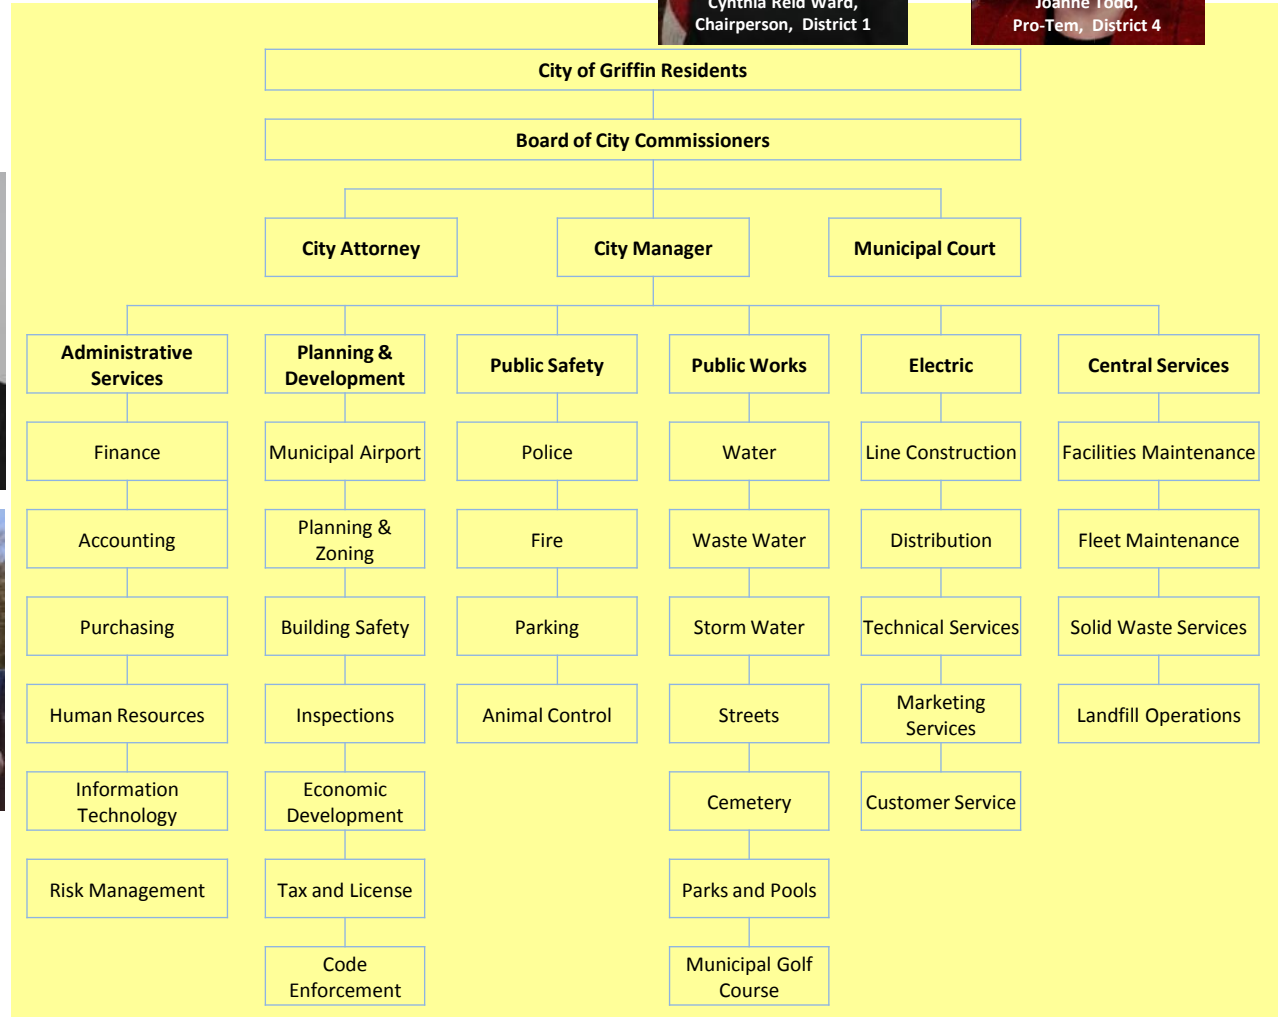 Cynthia Reid Ward,
Chairperson, District 1
Joanne Todd,
Pro-Tem, District 4
City of Griffin Residents
Board of City Commissioners
City Attorney
City Manager
Municipal Court
Administrative
Services
Planning &
Development
Public Safety
Public Works
Electric
Central Services
Finance
Municipal Airport
Police
Water
Line Construction
Facilities Maintenance
Accounting
Planning &
Zoning
Fire
Waste Water
Distribution
Fleet Maintenance
Purchasing
Building Safety
Parking
Storm Water
Technical Services
Solid Waste Services
Human Resources
Inspections
Animal Control
Streets
Marketing
Services
Landfill Operations
Information
Technology
Economic
Development
Cemetery
Customer Service
Risk Management
Tax and License
Parks and Pools
Code
Enforcement
Municipal Golf
Course